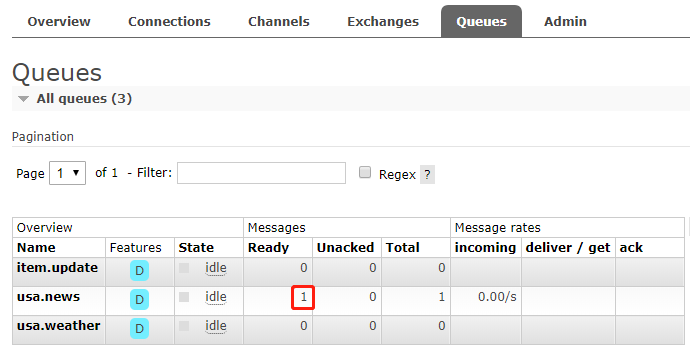 Overview Connections Channels Exchanges Queues Admin
Queues
All queues (3)
Pagination
Page 1 of 1 - Filter: Regex ?
Overview Messages Message rates
Name Features State Ready Unacked Total incoming deliver / get ack
item.update D idle 0 0 0
usa.news D idle 1 0 1 0.00/s
usa.weather D idle 0 0 0